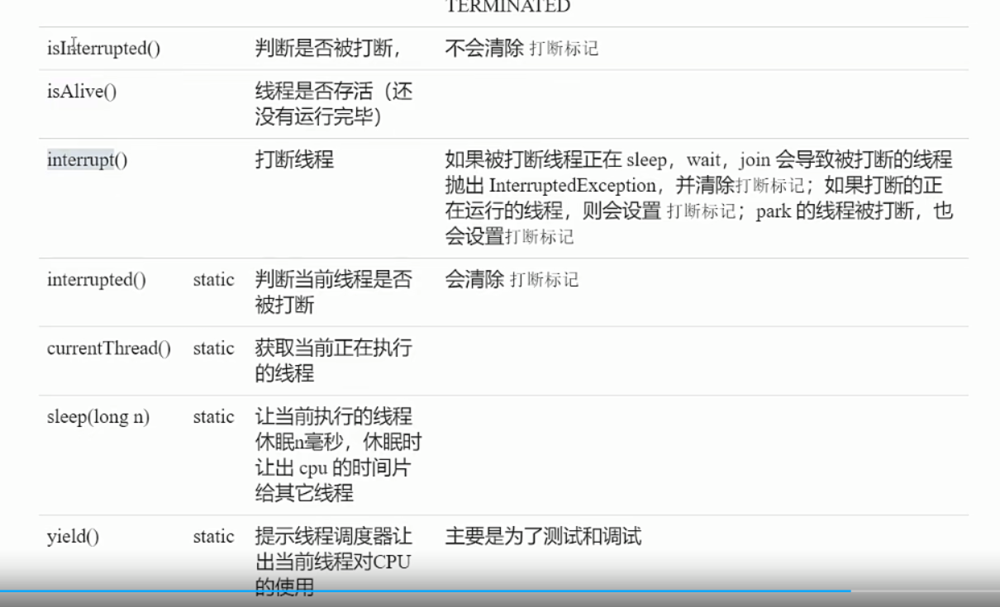 TERMINATED
isInterrupted() 判断是否被打断， 不会清除 打断标记
isAlive() 线程是否存活（还
没有运行完毕）
interrupt() 打断线程 如果被打断线程正在 sleep，wait，join 会导致被打断的线程
抛出 InterruptedException，并清除打断标记；如果打断的正
在运行的线程，则会设置 打断标记；park 的线程被打断，也
会设置打断标记
interrupted() static 判断当前线程是否 会清除 打断标记
被打断
currentThread() static 获取当前正在执行
的线程
sleep(long n) static 让当前执行的线程
休眠n毫秒，休眠时
让出 cpu 的时间片
给其它线程
yield() static 提示线程调度器让 主要是为了测试和调试
出当前线程对CPU
的使用